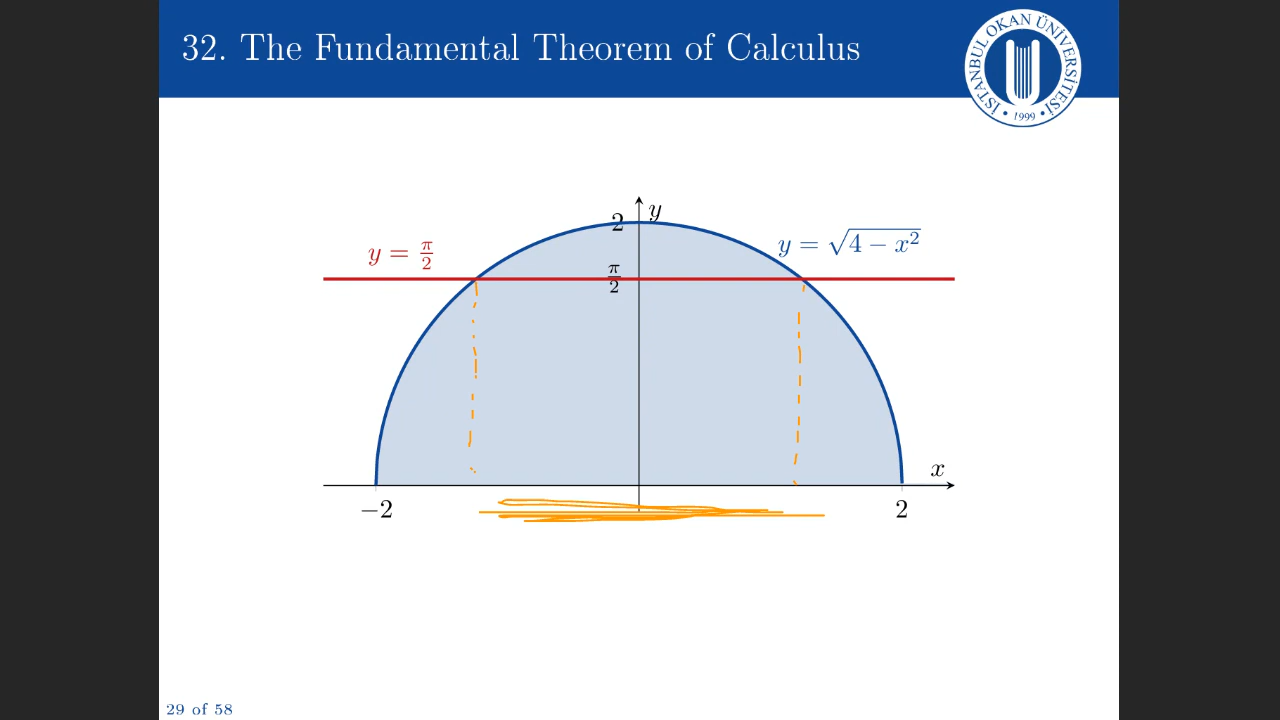 32. The Fundamental Theorem of Calculus
İSTANBUL OKAN ÜNİVERSİTESİ
• 1999 •
y
2
y = π/2
y = √(4 − x²)
π/2
x
−2
2
29 of 58